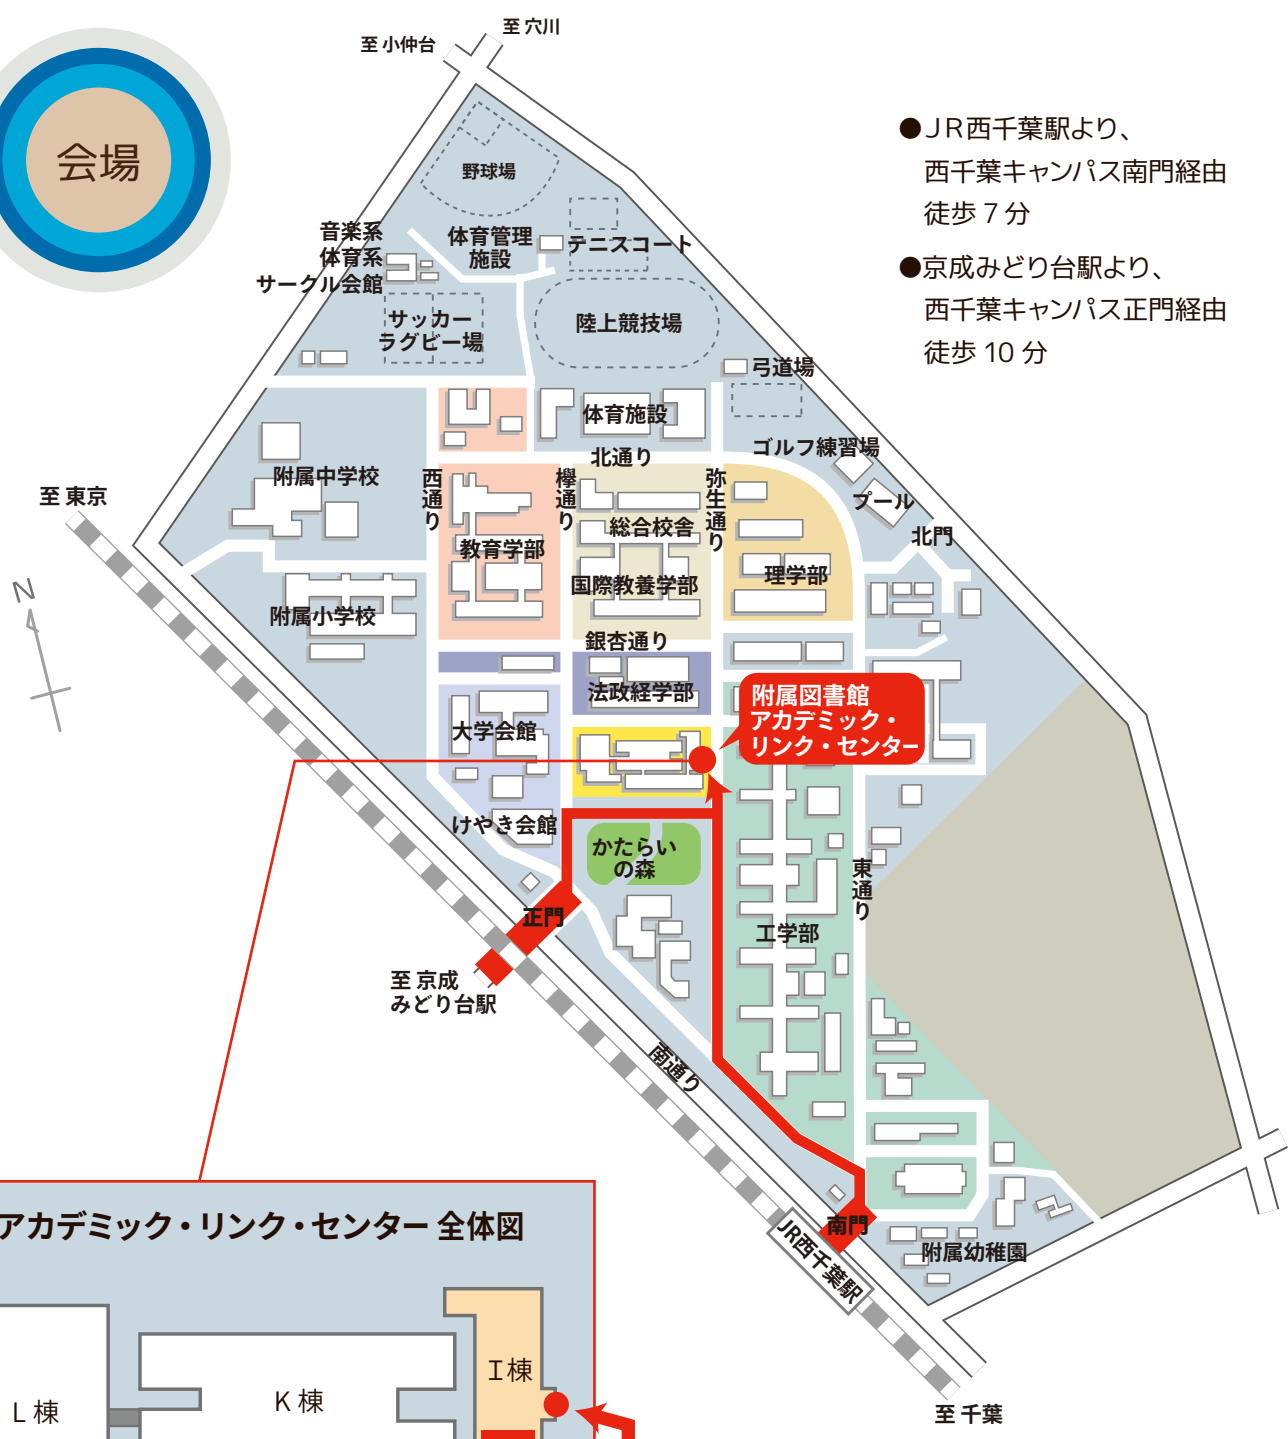 至 穴川
至 小仲台
会場
●JR西千葉駅より、
西千葉キャンパス南門経由
徒歩 7 分
●京成みどり台駅より、
西千葉キャンパス正門経由
徒歩 10 分
野球場
音楽系
体育系
サークル会館
体育管理
施設
テニスコート
サッカー
ラグビー場
陸上競技場
弓道場
体育施設
ゴルフ練習場
北通り
附属中学校
西通り
欅通り
弥生通り
プール
至 東京
総合校舎
北門
教育学部
国際教養学部
理学部
N
附属小学校
銀杏通り
法政経学部
附属図書館
アカデミック・
リンク・センター
大学会館
けやき会館
かたらい
の森
東通り
正門
工学部
至 京成
みどり台駅
南通り
南門
JR西千葉駅
附属幼稚園
アカデミック・リンク・センター 全体図
I棟
K 棟
L 棟
至 千葉